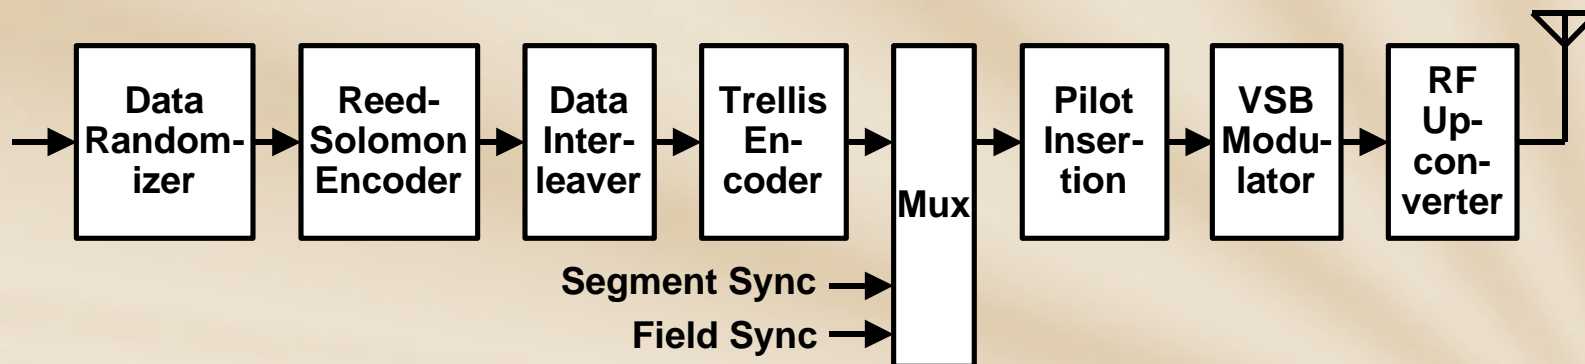 Data
Random-
izer
Reed-
Solomon
Encoder
Data
Inter-
leaver
Trellis
En-
coder
Mux
Pilot
Inser-
tion
VSB
Modu-
lator
RF
Up-
con-
verter
Segment Sync
Field Sync